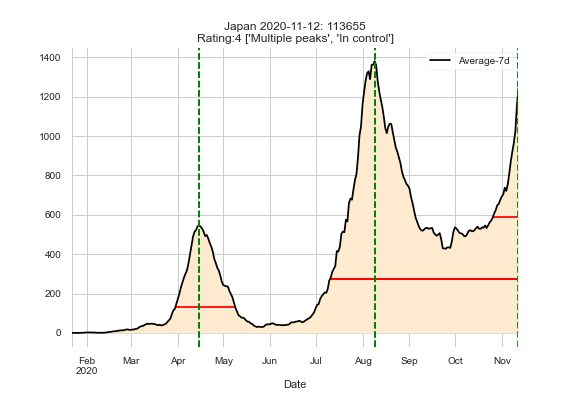 Japan 2020-11-12: 113655
Rating:4 ['Multiple peaks', 'In control']
Average-7d
1400
1200
1000
800
600
400
200
0
Feb Mar Apr May Jun Jul Aug Sep Oct Nov
2020
Date